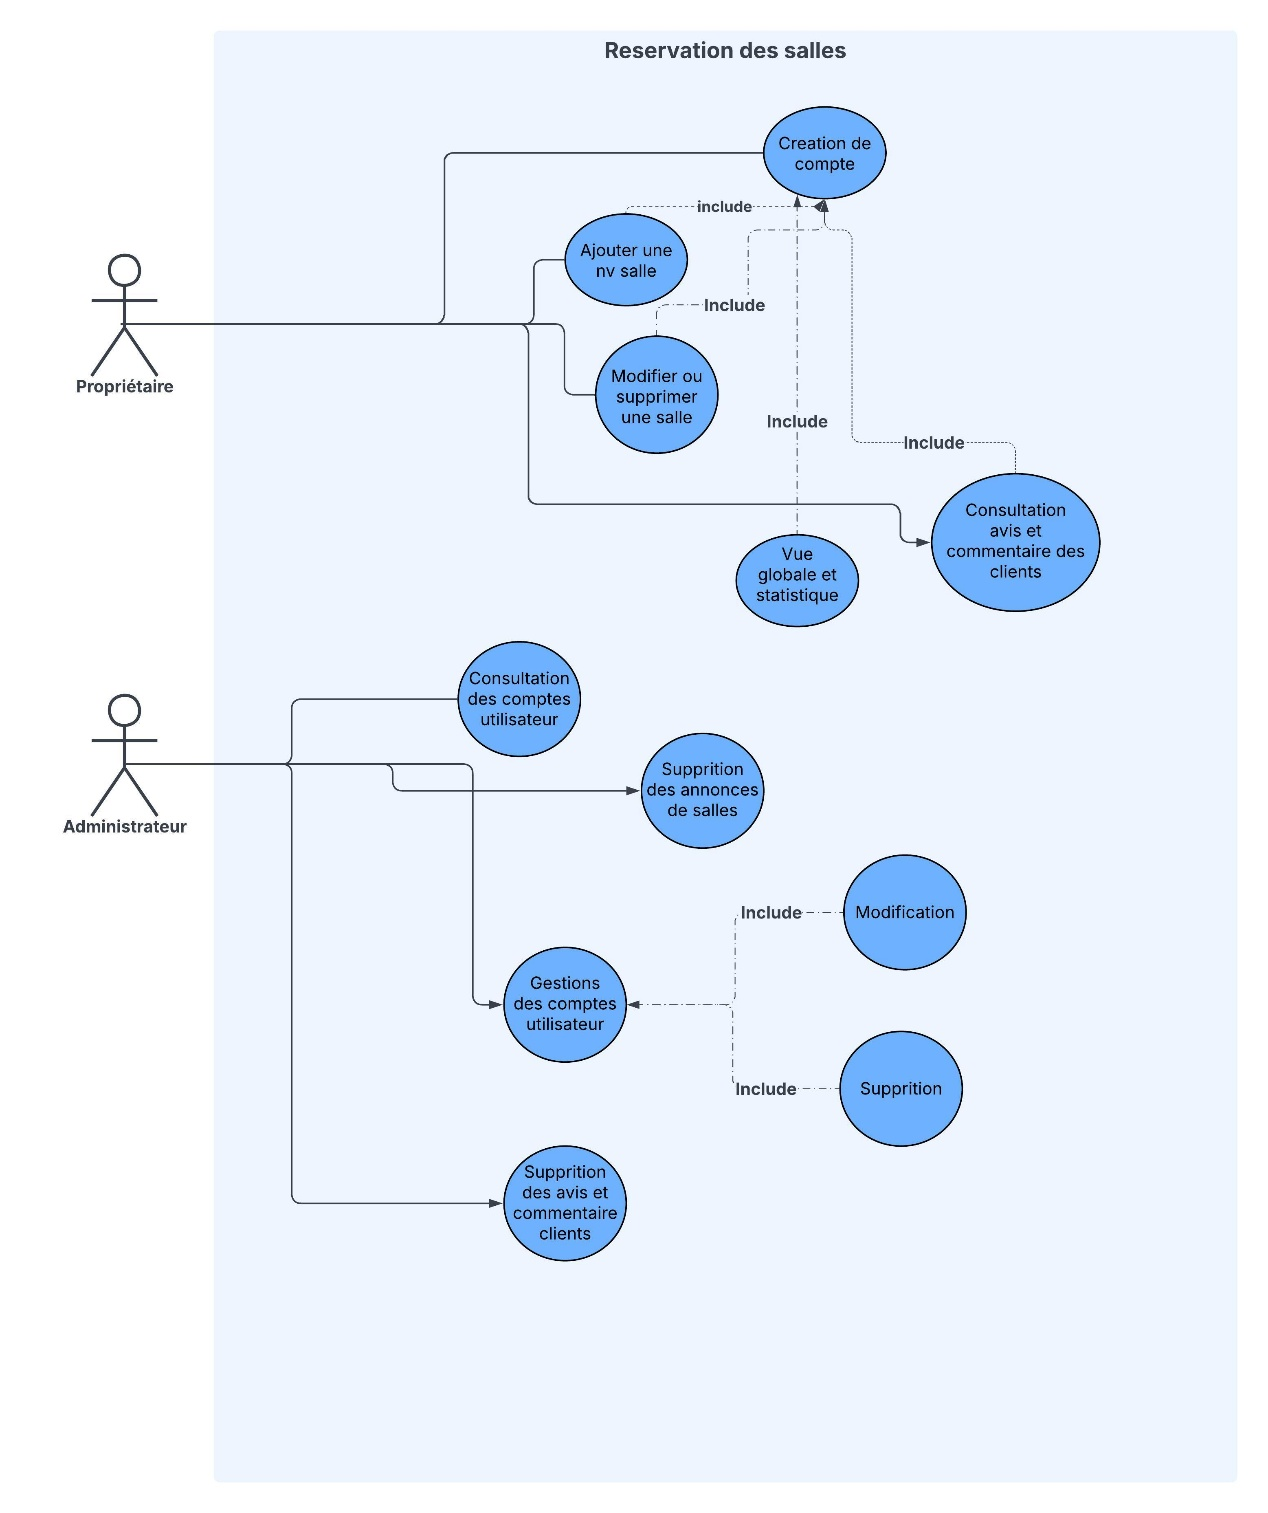 Reservation des salles
Creation de
compte
include
Ajouter une
nv salle
Include
Propriétaire
Modifier ou
supprimer
une salle
Include
Include
Consultation
avis et
commentaire des
clients
Vue
globale et
statistique
Consultation
des comptes
utilisateur
Supprition
des annonces
de salles
Administrateur
Include
Modification
Gestions
des comptes
utilisateur
Include
Supprition
Supprition
des avis et
commentaire
clients